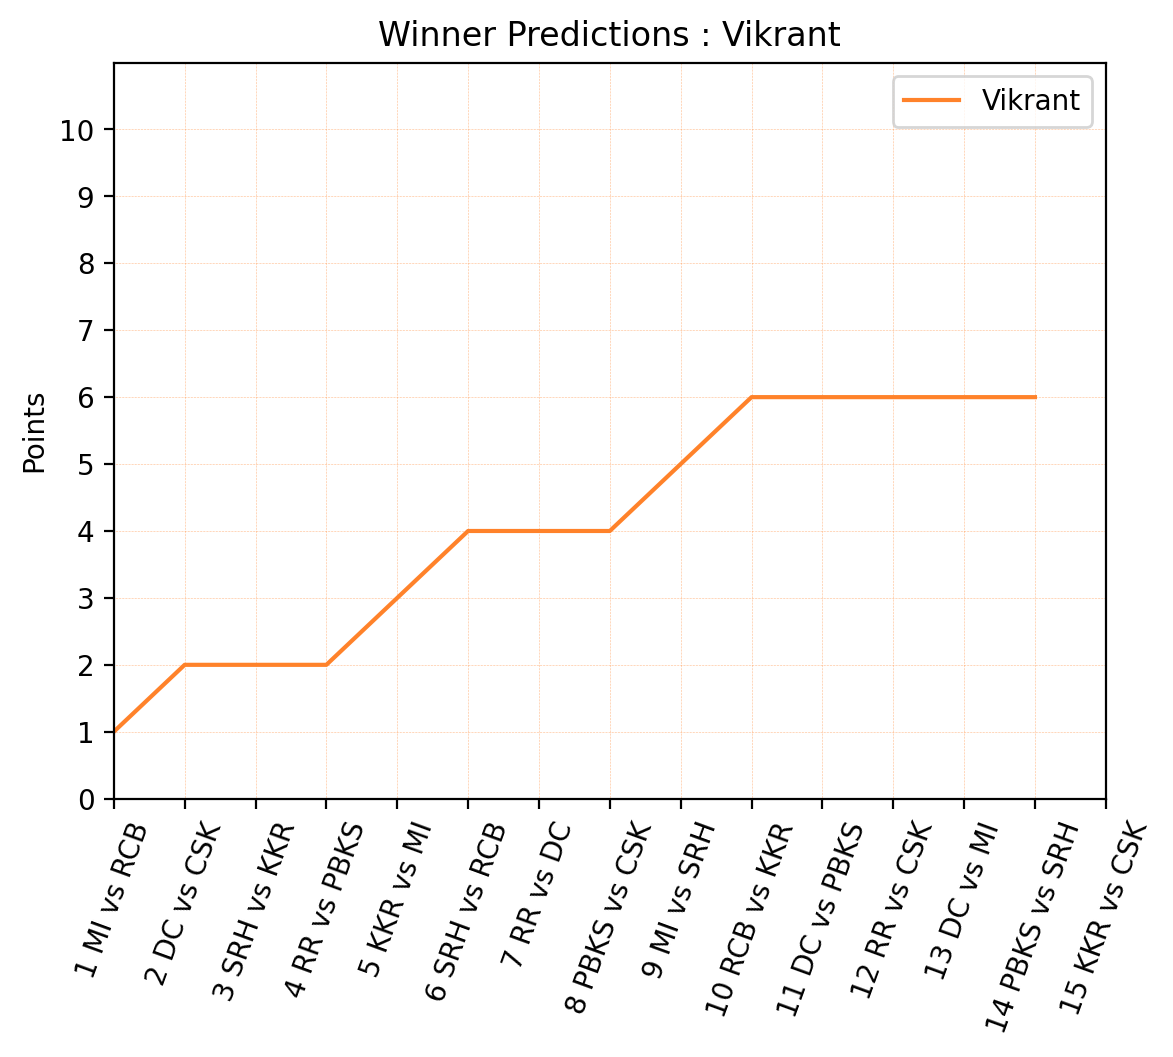 Winner Predictions : Vikrant
Vikrant
Points
10
9
8
7
6
5
4
3
2
1
0
1 MI vs RCB
2 DC vs CSK
3 SRH vs KKR
4 RR vs PBKS
5 KKR vs MI
6 SRH vs RCB
7 RR vs DC
8 PBKS vs CSK
9 MI vs SRH
10 RCB vs KKR
11 DC vs PBKS
12 RR vs CSK
13 DC vs MI
14 PBKS vs SRH
15 KKR vs CSK